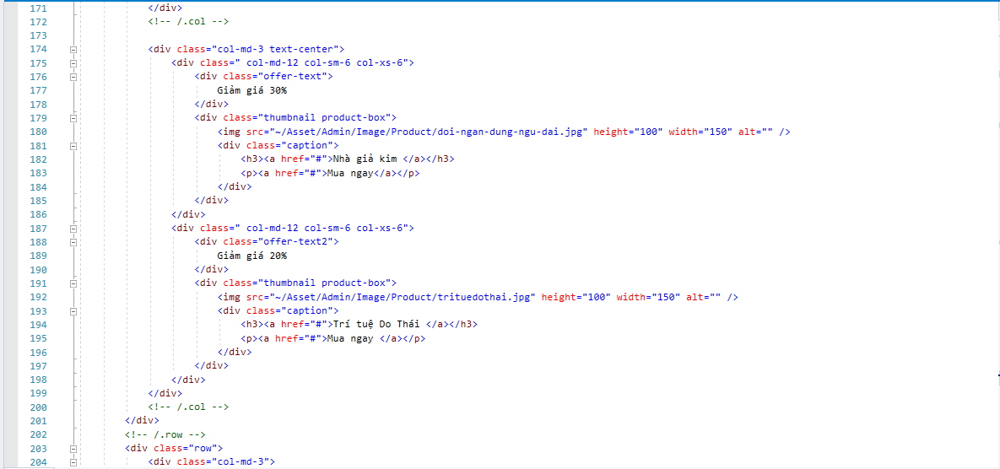 171 </div>
172 <!-- /.col -->
173
174 <div class="col-md-3 text-center">
175 <div class=" col-md-12 col-sm-6 col-xs-6">
176 <div class="offer-text">
177 Giảm giá 30%
178 </div>
179 <div class="thumbnail product-box">
180 <img src="~/Asset/Admin/Image/Product/doi-ngan-dung-ngu-dai.jpg" height="100" width="150" alt="" />
181 <div class="caption">
182 <h3><a href="#">Nhà giả kim </a></h3>
183 <p><a href="#">Mua ngay</a></p>
184 </div>
185 </div>
186 </div>
187 <div class=" col-md-12 col-sm-6 col-xs-6">
188 <div class="offer-text2">
189 Giảm giá 20%
190 </div>
191 <div class="thumbnail product-box">
192 <img src="~/Asset/Admin/Image/Product/trituedothai.jpg" height="100" width="150" alt="" />
193 <div class="caption">
194 <h3><a href="#">Trí tuệ Do Thái </a></h3>
195 <p><a href="#">Mua ngay </a></p>
196 </div>
197 </div>
198 </div>
199 </div>
200 <!-- /.col -->
201 </div>
202 <!-- /.row -->
203 <div class="row">
204 <div class="col-md-3">